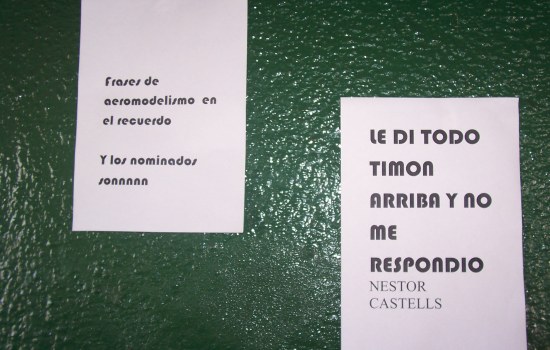 Frases de
aeromodelismo en
el recuerdo
Y los nominados
sonnnnn
LE DI TODO
TIMON
ARRIBA Y NO
ME
RESPONDIO
NESTOR
CASTELLS